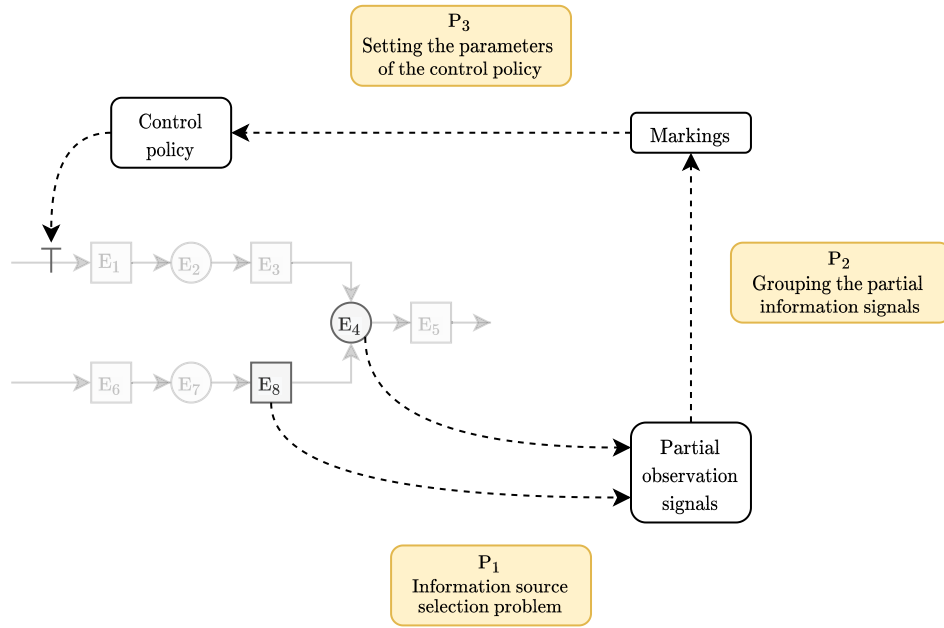 P₃
Setting the parameters
of the control policy
Control
policy
Markings
E₁
E₂
E₃
P₂
Grouping the partial
information signals
E₄
E₅
E₆
E₇
E₈
Partial
observation
signals
P₁
Information source
selection problem